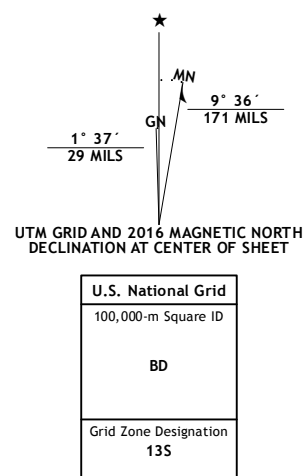 ★
MN
GN
9° 36´
171 MILS
1° 37´
29 MILS
UTM GRID AND 2016 MAGNETIC NORTH
DECLINATION AT CENTER OF SHEET
U.S. National Grid
100,000-m Square ID
BD
Grid Zone Designation
13S